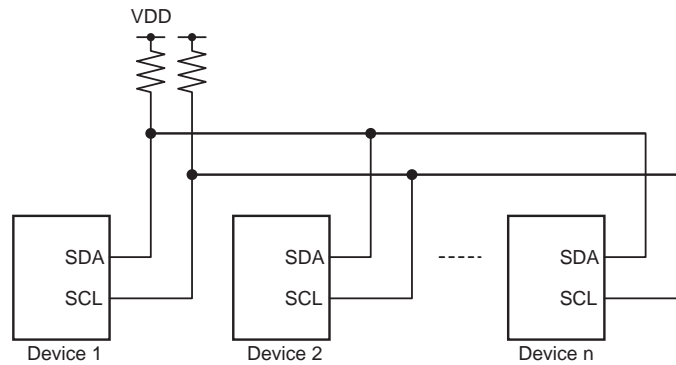 VDD
SDA
SCL
Device 1
SDA
SCL
Device 2
SDA
SCL
Device n